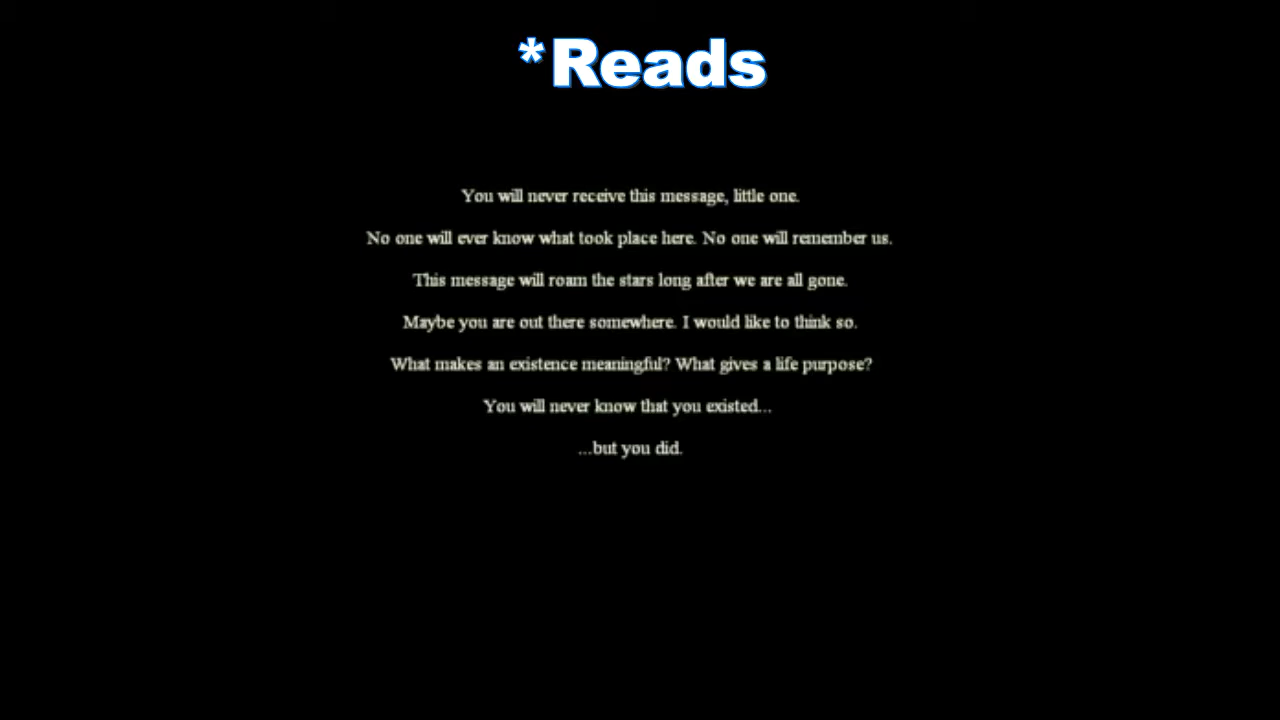 *Reads
You will never receive this message, little one.
No one will ever know what took place here. No one will remember us.
This message will roam the stars long after we are all gone.
Maybe you are out there somewhere. I would like to think so.
What makes an existence meaningful? What gives a life purpose?
You will never know that you existed...
...but you did.